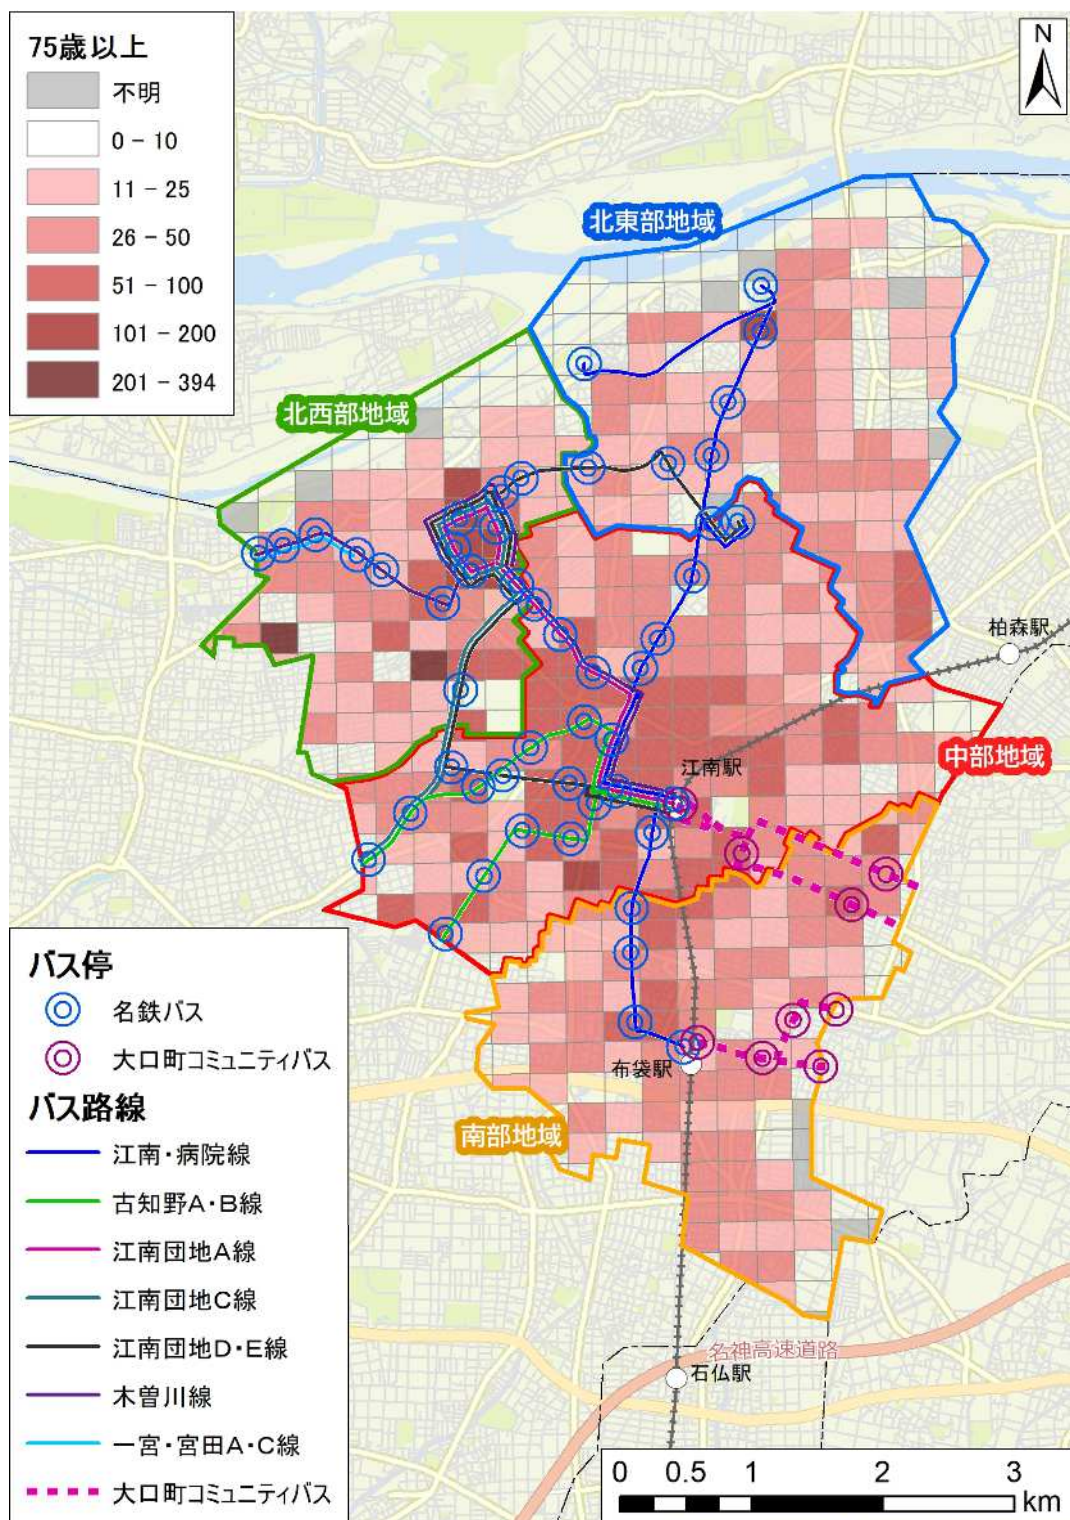 75歳以上
不明
0 − 10
11 − 25
26 − 50
51 − 100
101 − 200
201 − 394
N
北東部地域
北西部地域
柏森駅
中部地域
江南駅
布袋駅
南部地域
名神高速道路
石仏駅
バス停
名鉄バス
大口町コミュニティバス
バス路線
江南・病院線
古知野A・B線
江南団地A線
江南団地C線
江南団地D・E線
木曽川線
一宮・宮田A・C線
大口町コミュニティバス
0 0.5 1 2 3
km